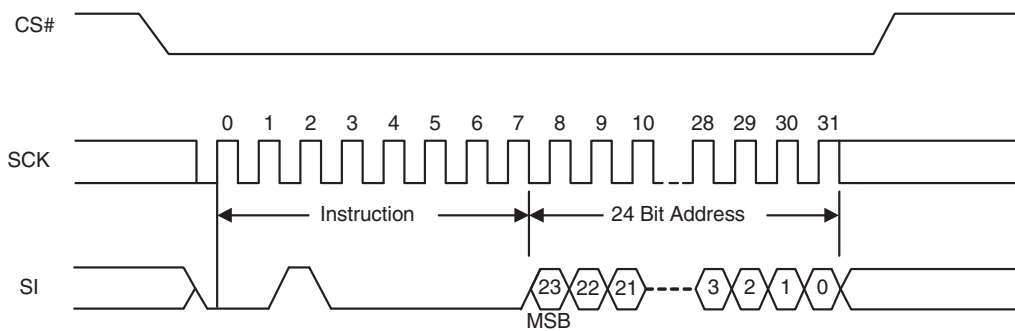 CS#
0 1 2 3 4 5 6 7 8 9 10 28 29 30 31
SCK
Instruction 24 Bit Address
SI 23 22 21 3 2 1 0
MSB